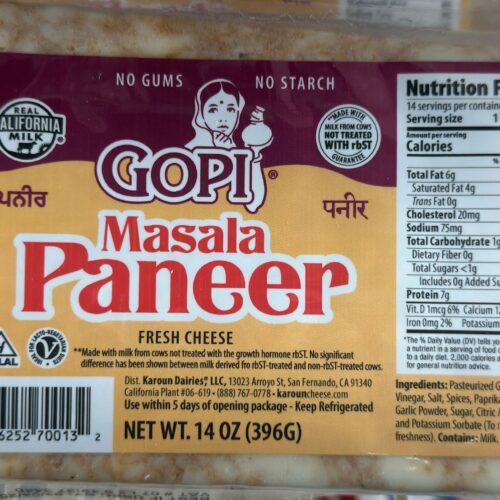 NO GUMS
NO STARCH
REAL
CALIFORNIA
MILK
MADE WITH
MILK FROM COWS
NOT TREATED
WITH rbST
GUARANTEE
GOPI®
ਪਨੀਰ
पनीर
Masala
Paneer
FRESH CHEESE
**Made with milk from cows not treated with the growth hormone rbST. No significant
difference has been shown between milk derived fro rbST-treated and non-rbST-treated cows.
Dist. Karoun Dairies, LLC, 13023 Arroyo St, San Fernando, CA 91340
California Plant #06-619 • (888) 767-0778 • karouncheese.com
Use within 5 days of opening package - Keep Refrigerated
NET WT. 14 OZ (396G)
LACTO-VEGETARIAN
6252 70013 2
Nutrition F
14 servings per contain
Serving size 1
Amount per serving
Calories
Total Fat 6g
Saturated Fat 4g
Trans Fat 0g
Cholesterol 20mg
Sodium 75mg
Total Carbohydrate 1g
Dietary Fiber 0g
Total Sugars <1g
Includes 0g Added Su
Protein 7g
Vit. D 1mcg 6% Calcium 1
Iron 0mg 2% Potassium
*The % Daily Value (DV) tells you
a nutrient in a serving of food c
to a daily diet. 2,000 calories a
for general nutrition advice.
Ingredients: Pasteurized G
Vinegar, Salt, Spices, Paprika
Garlic Powder, Sugar, Citric A
and Potassium Sorbate (To m
freshness). Contains: Milk.